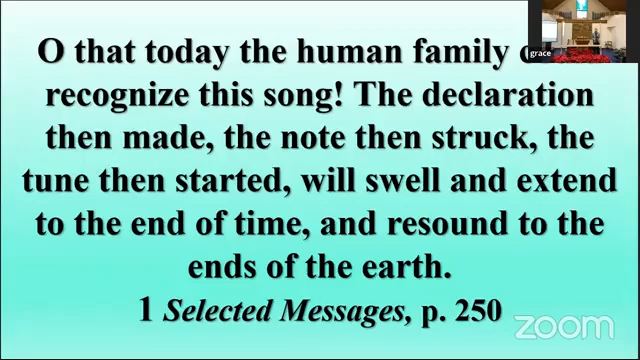 O that today the human family
recognize this song! The declaration
then made, the note then struck, the
tune then started, will swell and extend
to the end of time, and resound to the
ends of the earth.
1 Selected Messages, p. 250
grace
zoom